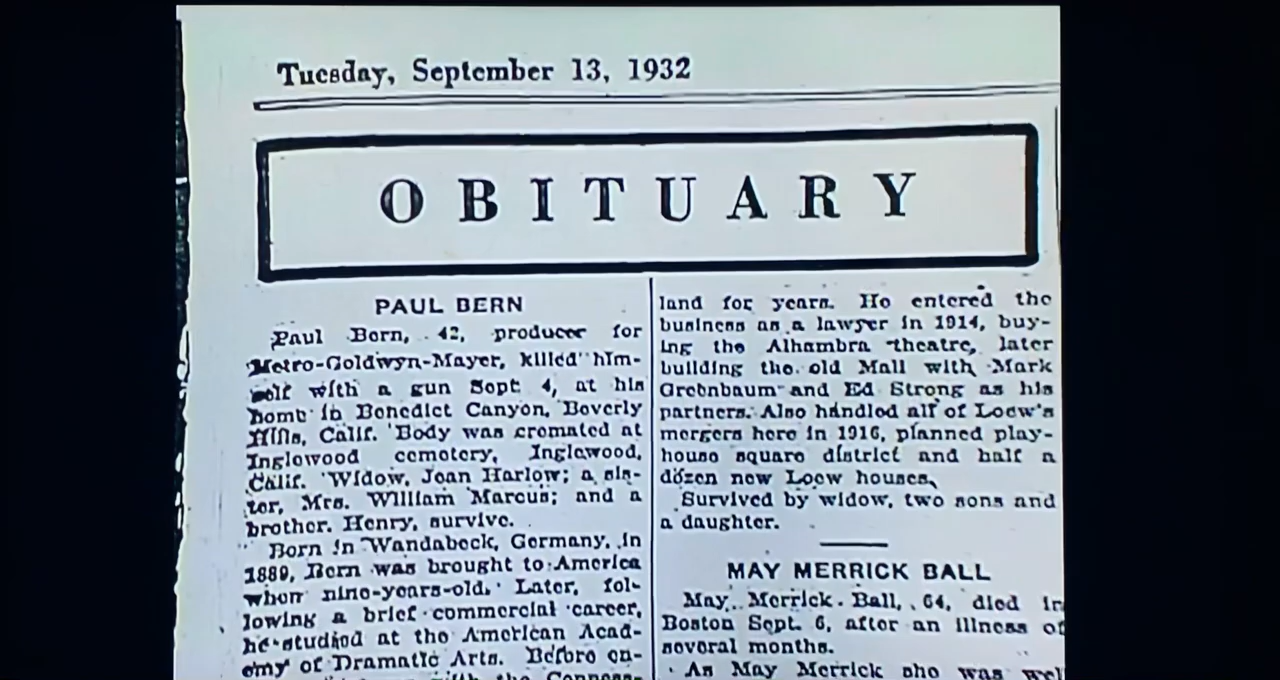 Tuesday, September 13, 1932
OBITUARY
PAUL BERN
Paul Bern, 42, producer for
Metro-Goldwyn-Mayer, killed him-
self with a gun Sept. 4, at his
home in Benedict Canyon, Beverly
Hills, Calif. Body was cremated at
Inglewood cemetery, Inglewood,
Calif. Widow, Jean Harlow; a sis-
ter, Mrs. William Marcus; and a
brother, Henry, survive.
Born in Wandabeck, Germany, in
1889, Bern was brought to America
when nine-years-old. Later, fol-
lowing a brief commercial career,
he studied at the American Acad-
emy of Dramatic Arts. Before en-
with the
land for years. He entered the
business as a lawyer in 1914, buy-
ing the Alhambra theatre, later
building the old Mall with Mark
Greenbaum and Ed Strong as his
partners. Also handled all of Loew's
mergers here in 1916, planned play-
house square district and half a
dozen new Loew houses.
Survived by widow, two sons and
a daughter.
MAY MERRICK BALL
May Merrick Ball, 64, died in
Boston Sept. 6, after an illness of
several months.
As May Merrick she was well